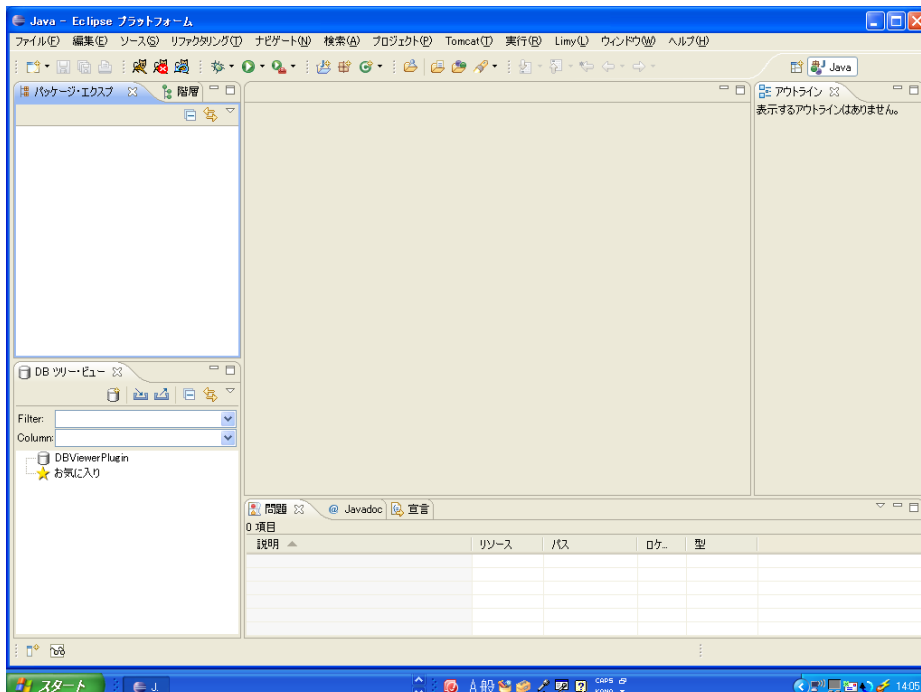 Java - Eclipse プラットフォーム
ファイル(F) 編集(E) ソース(S) リファクタリング(T) ナビゲート(N) 検索(A) プロジェクト(P) Tomcat(T) 実行(R) Limy(L) ウィンドウ(W) ヘルプ(H)
Java
パッケージ・エクスプ 階層
アウトライン
表示するアウトラインはありません。
DB ツリー・ビュー
Filter:
Column:
DBViewerPlugin
お気に入り
問題 @ Javadoc 宣言
0 項目
説明 リソース パス ロケ... 型
スタート J. A 般 CAPS 14:05